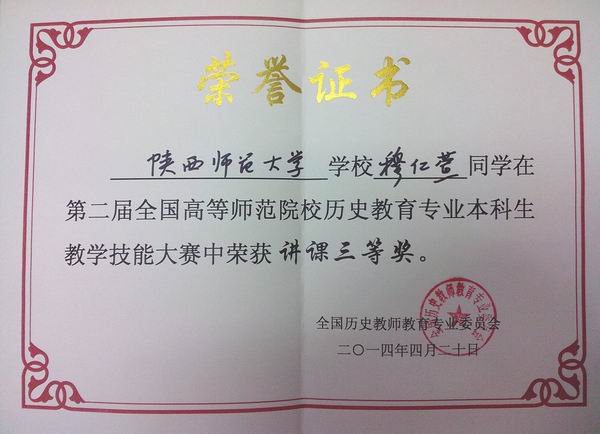 荣誉证书
陕西师范大学 学校 穆仁萱 同学在
第二届全国高等师范院校历史教育专业本科生
教学技能大赛中荣获 讲课三等奖。
全国历史教师教育专业委员会
二〇一四年四月二十日